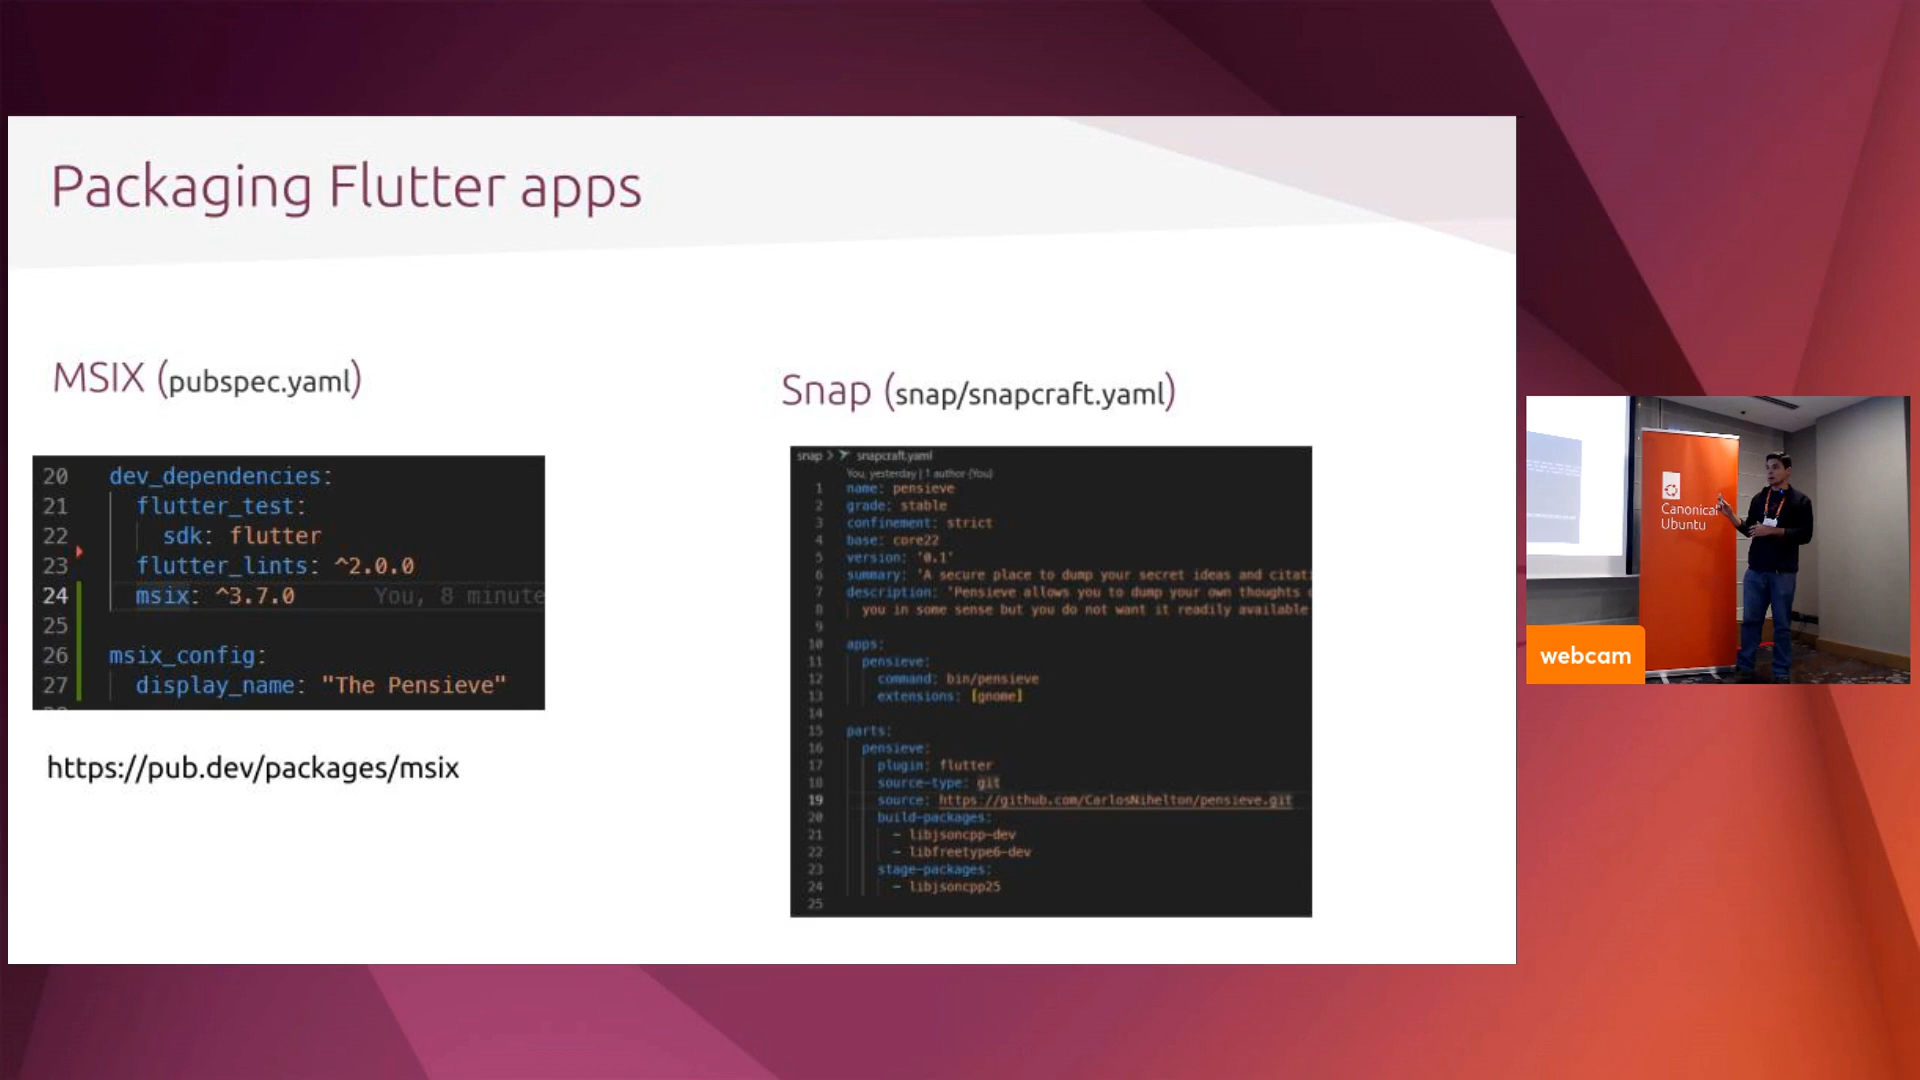 Packaging Flutter apps
MSIX (pubspec.yaml)
20 dev_dependencies:
21 flutter_test:
22 sdk: flutter
23 flutter_lints: ^2.0.0
24 msix: ^3.7.0 You, 8 minute
25
26 msix_config:
27 display_name: "The Pensieve"
https://pub.dev/packages/msix
Snap (snap/snapcraft.yaml)
snap > snapcraft.yaml
You, yesterday | 1 author (You)
1 name: pensieve
2 grade: stable
3 confinement: strict
4 base: core22
5 version: '0.1'
6 summary: 'A secure place to dump your secret ideas and citat
7 description: 'Pensieve allows you to dump your own thoughts
8 you in some sense but you do not want it readily available
9
10 apps:
11 pensieve:
12 command: bin/pensieve
13 extensions: [gnome]
14
15 parts:
16 pensieve:
17 plugin: flutter
18 source-type: git
19 source: https://github.com/CarlosNihelton/pensieve.git
20 build-packages:
21 - libjsoncpp-dev
22 - libfreetype6-dev
23 stage-packages:
24 - libjsoncpp25
25
Canonical
Ubuntu
webcam